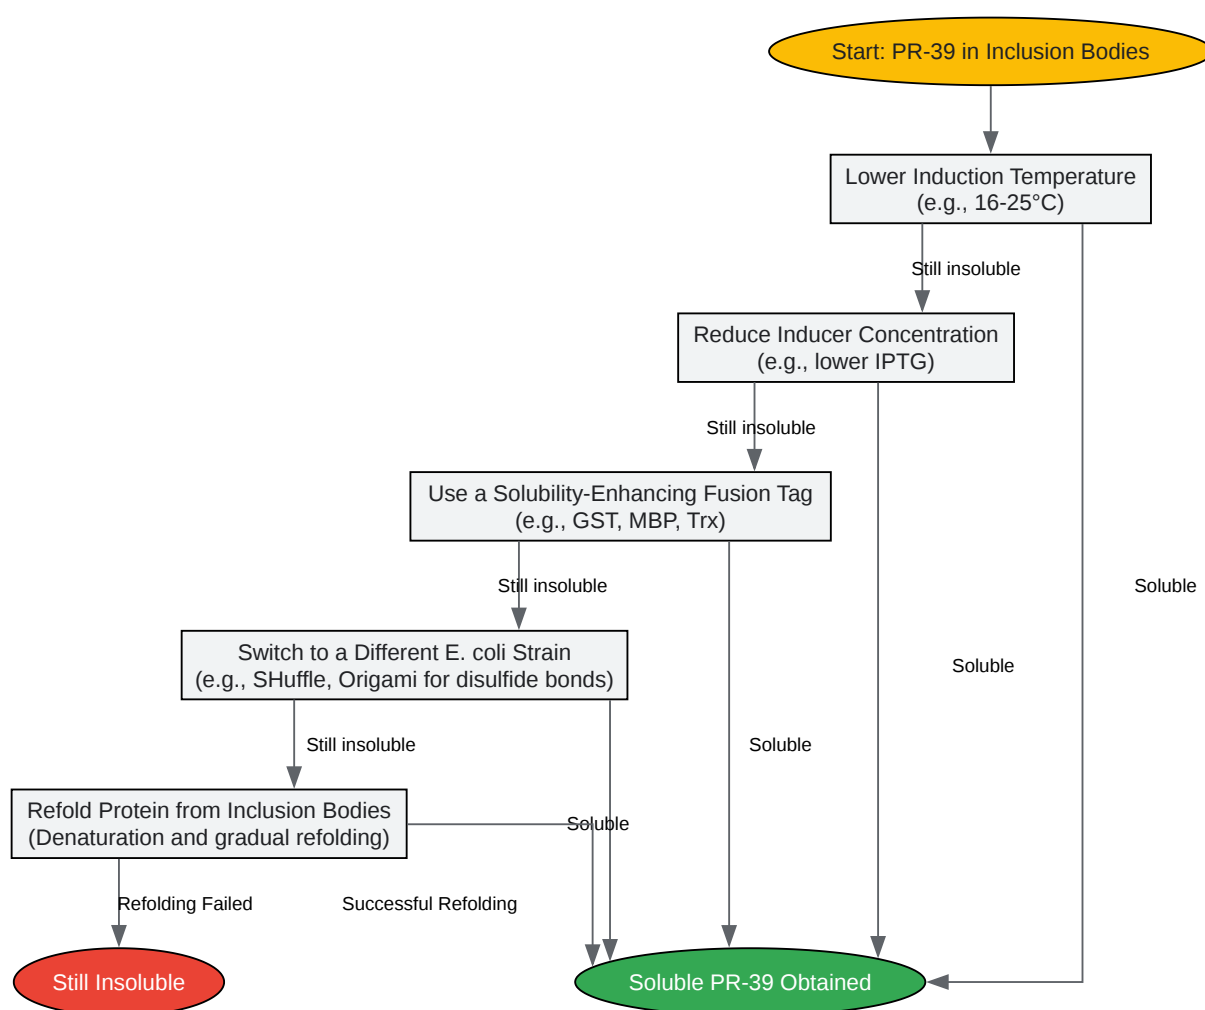 Start: PR-39 in Inclusion Bodies
Lower Induction Temperature
(e.g., 16-25°C)
Still insoluble
Reduce Inducer Concentration
(e.g., lower IPTG)
Still insoluble
Use a Solubility-Enhancing Fusion Tag
(e.g., GST, MBP, Trx)
Still insoluble
Soluble
Switch to a Different E. coli Strain
(e.g., SHuffle, Origami for disulfide bonds)
Soluble
Still insoluble
Soluble
Refold Protein from Inclusion Bodies
(Denaturation and gradual refolding)
Soluble
Refolding Failed
Successful Refolding
Still Insoluble
Soluble PR-39 Obtained